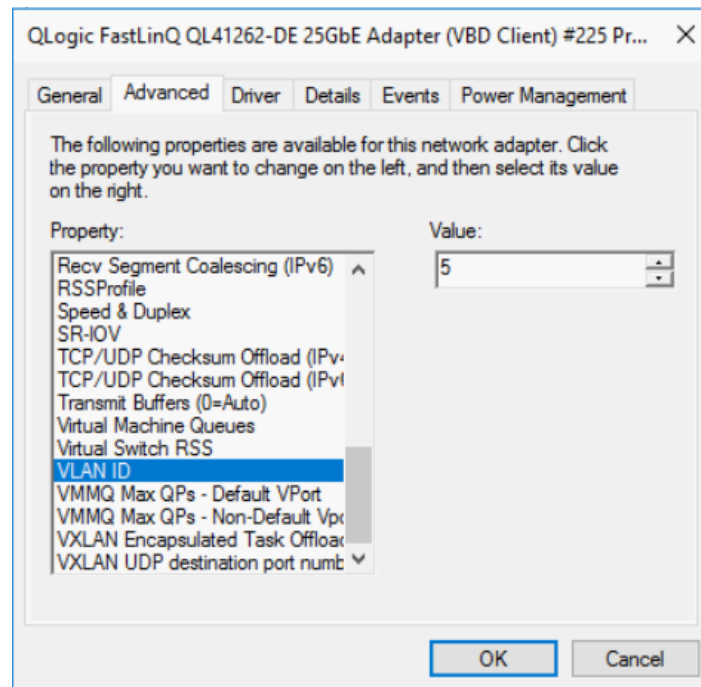 QLogic FastLinQ QL41262-DE 25GbE Adapter (VBD Client) #225 Pr...
General Advanced Driver Details Events Power Management
The following properties are available for this network adapter. Click
the property you want to change on the left, and then select its value
on the right.
Property:
Value:
Recv Segment Coalescing (IPv6)
RSSProfile
Speed & Duplex
SR-IOV
TCP/UDP Checksum Offload (IPv4
TCP/UDP Checksum Offload (IPv6
Transmit Buffers (0=Auto)
Virtual Machine Queues
Virtual Switch RSS
VLAN ID
VMMQ Max QPs - Default VPort
VMMQ Max QPs - Non-Default Vpo
VXLAN Encapsulated Task Offload
VXLAN UDP destination port numb
5
OK
Cancel